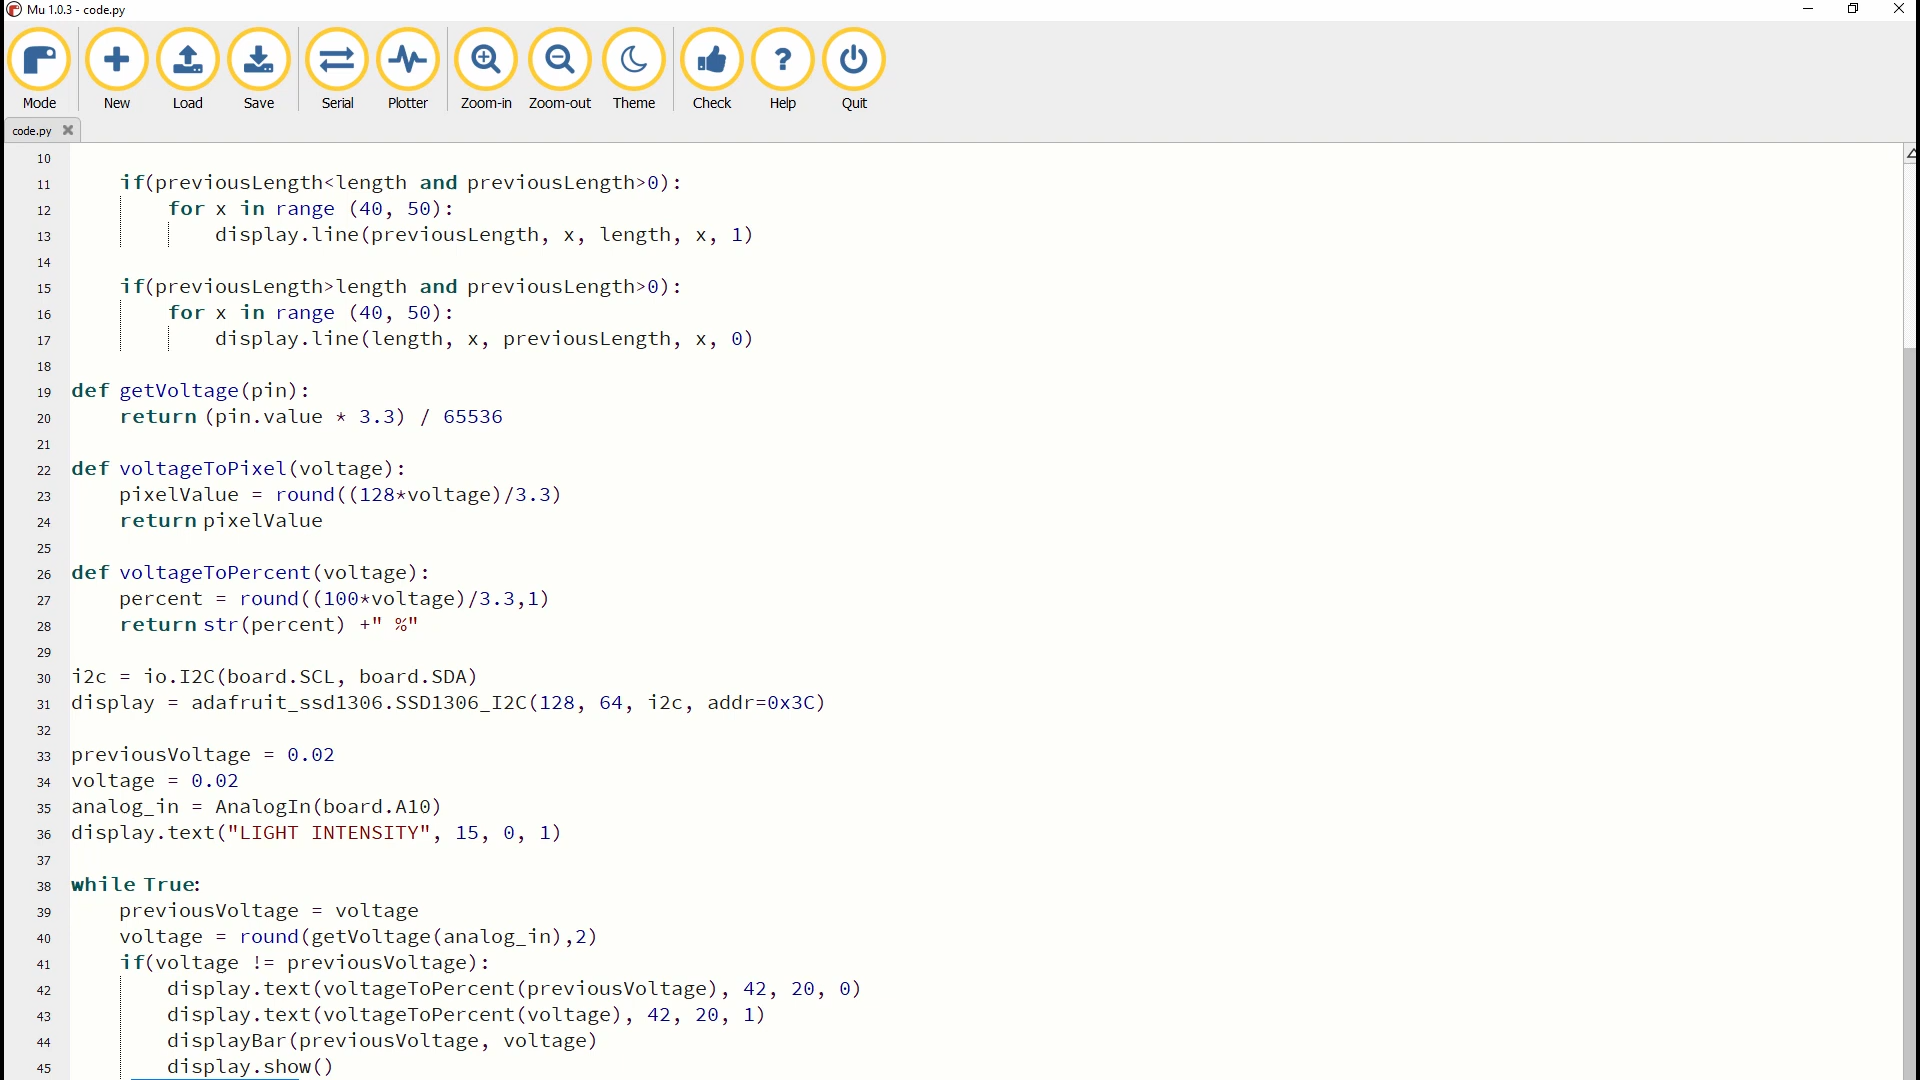 Mu 1.0.3 - code.py
Mode New Load Save Serial Plotter Zoom-in Zoom-out Theme Check Help Quit
code.py
10
11 if(previousLength<length and previousLength>0):
12 for x in range (40, 50):
13 display.line(previousLength, x, length, x, 1)
14
15 if(previousLength>length and previousLength>0):
16 for x in range (40, 50):
17 display.line(length, x, previousLength, x, 0)
18
19 def getVoltage(pin):
20 return (pin.value * 3.3) / 65536
21
22 def voltageToPixel(voltage):
23 pixelValue = round((128*voltage)/3.3)
24 return pixelValue
25
26 def voltageToPercent(voltage):
27 percent = round((100*voltage)/3.3,1)
28 return str(percent) +" %"
29
30 i2c = io.I2C(board.SCL, board.SDA)
31 display = adafruit_ssd1306.SSD1306_I2C(128, 64, i2c, addr=0x3C)
32
33 previousVoltage = 0.02
34 voltage = 0.02
35 analog_in = AnalogIn(board.A10)
36 display.text("LIGHT INTENSITY", 15, 0, 1)
37
38 while True:
39 previousVoltage = voltage
40 voltage = round(getVoltage(analog_in),2)
41 if(voltage != previousVoltage):
42 display.text(voltageToPercent(previousVoltage), 42, 20, 0)
43 display.text(voltageToPercent(voltage), 42, 20, 1)
44 displayBar(previousVoltage, voltage)
45 display.show()